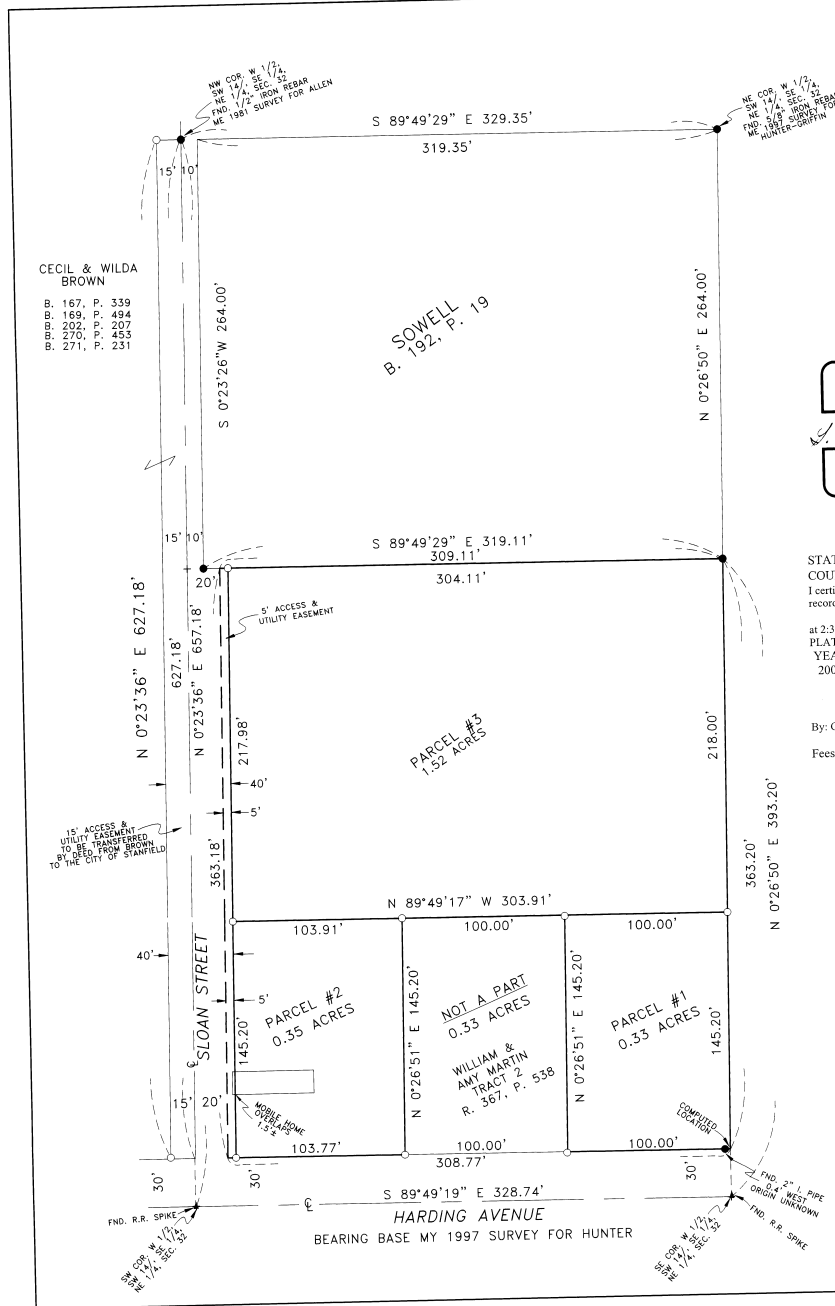 NW COR. W 1/2,
SW 14/, SE 1/4,
NE 1/4, SEC. 32
FND. 1/2" IRON REBAR
ME 1981 SURVEY FOR ALLEN
NE COR. W 1/2,
SW 14/, SE 1/4,
NE 1/4, SEC. 32
FND. 5/8" IRON REBAR
ME 1997 SURVEY FOR
HUNTER-GRIFFIN
S 89°49'29" E 329.35'
319.35'
15' 10'
CECIL & WILDA
BROWN
B. 167, P. 339
B. 169, P. 494
B. 202, P. 207
B. 270, P. 453
B. 271, P. 231
S 0°23'26"W 264.00'
SOWELL
B. 192, P. 19
N 0°26'50" E 264.00'
15' 10'
S 89°49'29" E 319.11'
309.11'
20'
304.11'
5' ACCESS &
UTILITY EASEMENT
STAT
COU
I certi
record
at 2:3
PLAT
YEA
200
By: C
Fees
N 0°23'36" E 627.18'
627.18'
N 0°23'36" E 657.18'
217.98'
PARCEL #3
1.52 ACRES
218.00'
40'
5'
15' ACCESS &
UTILITY EASEMENT
TO BE TRANSFERRED
BY DEED FROM BROWN
TO THE CITY OF STANFIELD
363.18'
363.20'
N 0°26'50" E 393.20'
N 89°49'17" W 303.91'
103.91'
100.00'
100.00'
40'
SLOAN STREET
5'
PARCEL #2
0.35 ACRES
145.20'
N 0°26'51" E 145.20'
NOT A PART
0.33 ACRES
WILLIAM &
AMY MARTIN
TRACT 2
R. 367, P. 538
N 0°26'51" E 145.20'
PARCEL #1
0.33 ACRES
145.20'
15' 20'
MOBILE HOME
OVERLAPS
1.5'±
COMPUTED
LOCATION
103.77'
100.00'
100.00'
308.77'
30'
30'
30'
FND. 2" I. PIPE
0.4' WEST
ORIGIN UNKNOWN
S 89°49'19" E 328.74'
FND. R.R. SPIKE
FND. R.R. SPIKE
HARDING AVENUE
BEARING BASE MY 1997 SURVEY FOR HUNTER
SW COR. W 1/2,
SW 14/, SE 1/4,
NE 1/4, SEC. 32
SE COR. W 1/2,
SW 14/, SE 1/4,
NE 1/4, SEC. 32